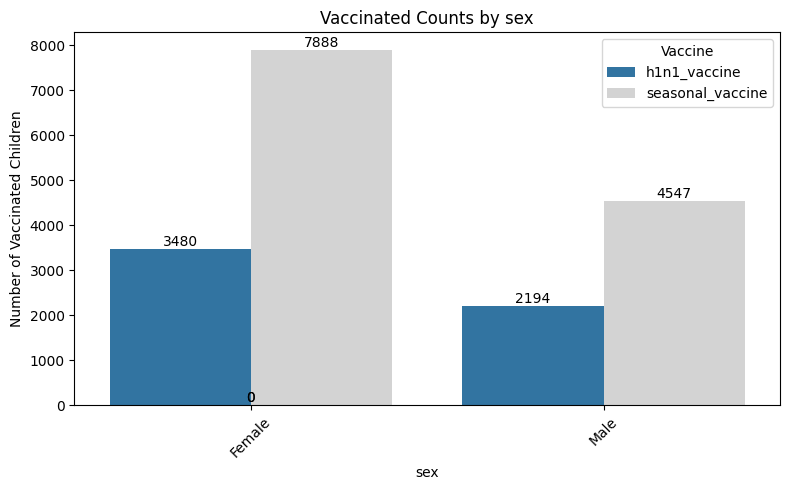 Vaccinated Counts by sex
Number of Vaccinated Children
8000
7000
6000
5000
4000
3000
2000
1000
0
3480
7888
0
2194
4547
Vaccine
h1n1_vaccine
seasonal_vaccine
Female
Male
sex